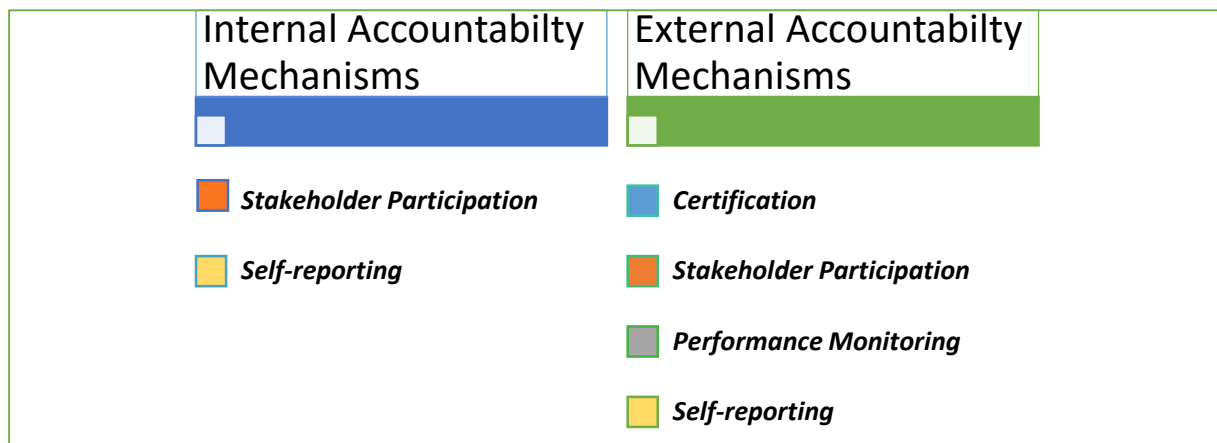 Internal Accountabilty
Mechanisms
Stakeholder Participation
Self-reporting
External Accountabilty
Mechanisms
Certification
Stakeholder Participation
Performance Monitoring
Self-reporting